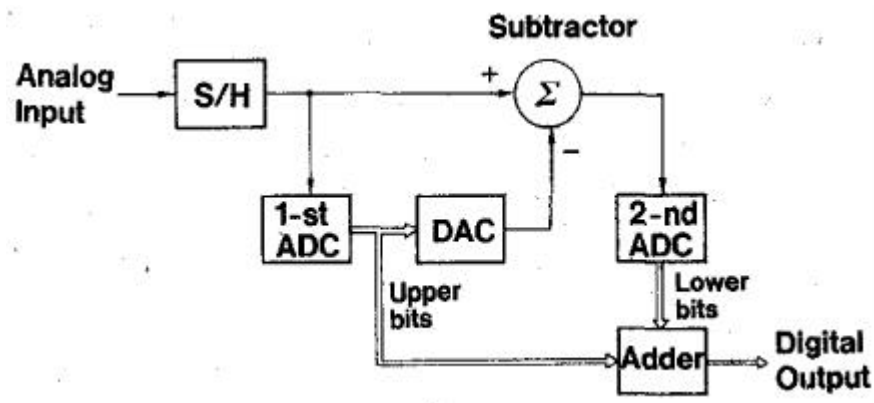 Subtractor
Analog
Input
S/H
+
Σ
−
1-st
ADC
DAC
2-nd
ADC
Upper
bits
Lower
bits
Adder
Digital
Output